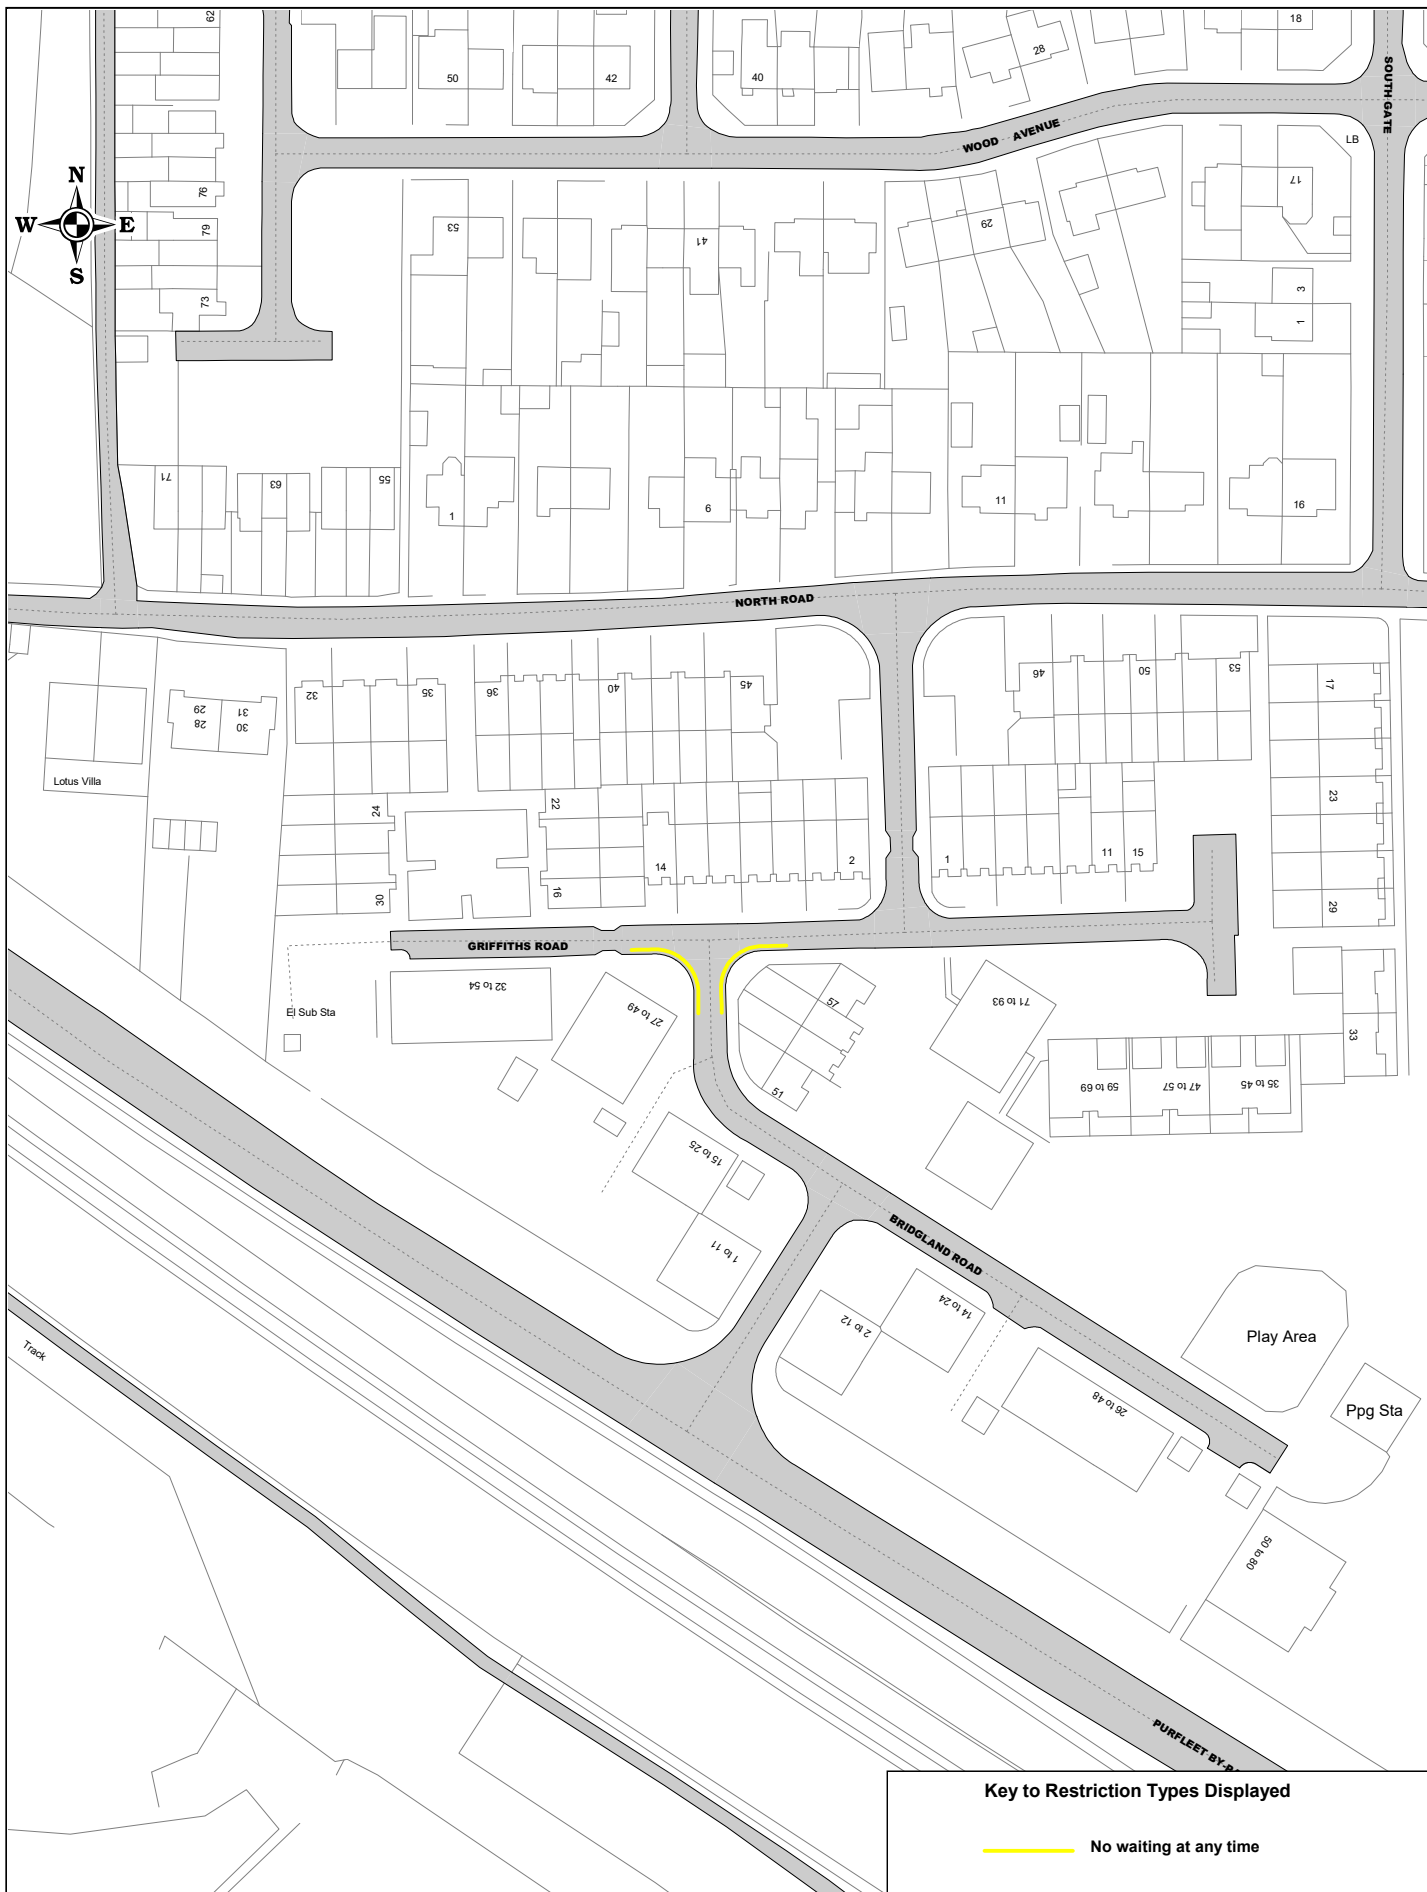 62
50
42
40
28
18
SOUTH GATE
WOOD AVENUE
LB
N
W
E
S
76
79
73
53
41
29
17
3
1
71
63
55
1
6
11
16
NORTH ROAD
32
35
36
40
45
46
50
53
17
29
28
31
30
Lotus Villa
24
22
14
2
1
11
15
23
30
16
29
GRIFFITHS ROAD
32 to 54
El Sub Sta
27 to 49
57
51
71 to 93
33
59 to 69
47 to 57
35 to 45
15 to 25
1 to 11
BRIDGLAND ROAD
14 to 24
2 to 12
26 to 48
Play Area
Ppg Sta
50 to 80
Track
PURFLEET BY-PA
Key to Restriction Types Displayed
No waiting at any time